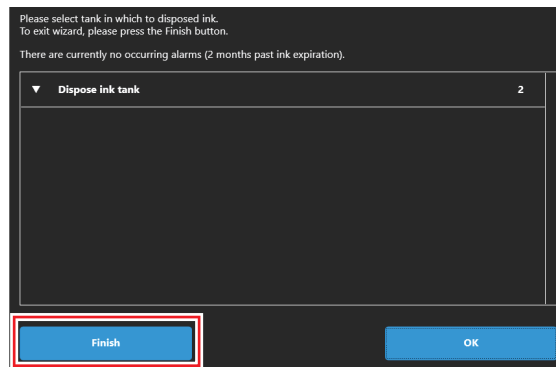 Please select tank in which to disposed ink.
To exit wizard, please press the Finish button.
There are currently no occurring alarms (2 months past ink expiration).
▼ Dispose ink tank 2
Finish OK